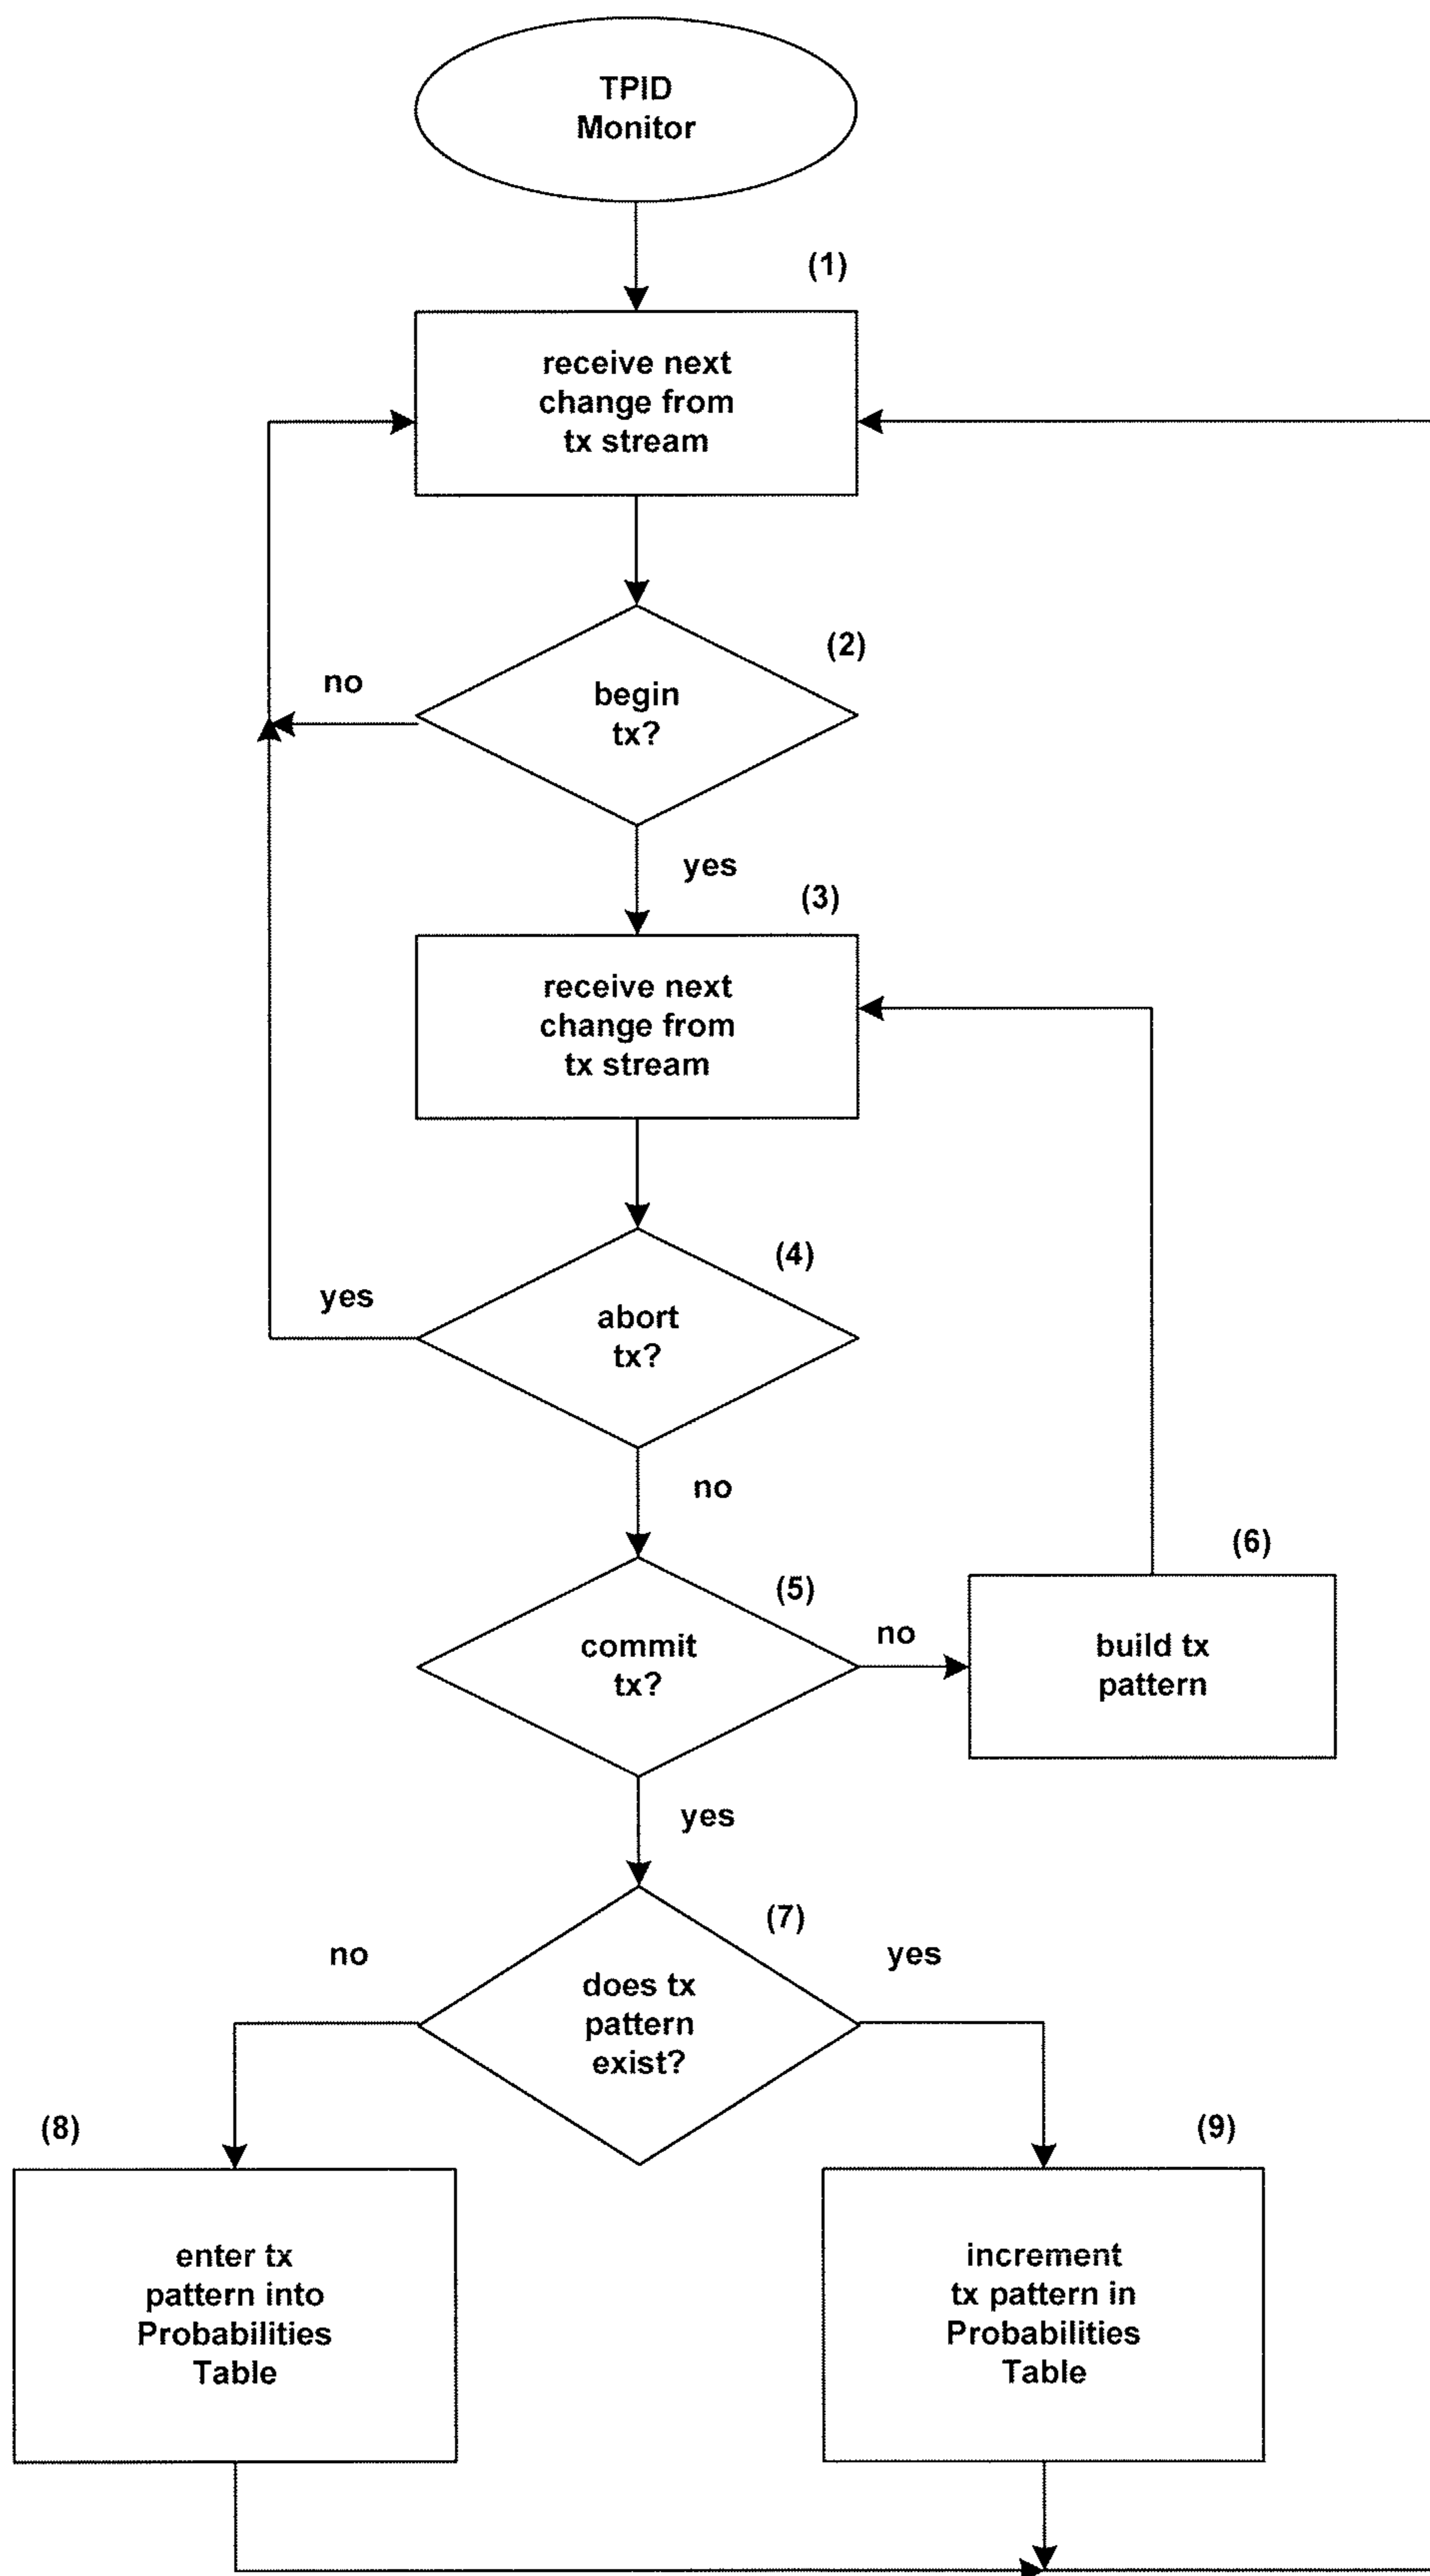 TPID
Monitor
(1)
receive next
change from
tx stream
(2)
no
begin
tx?
yes
(3)
receive next
change from
tx stream
(4)
yes
abort
tx?
no
(5)
(6)
commit
tx?
no
build tx
pattern
yes
(7)
no
yes
does tx
pattern
exist?
(8)
(9)
enter tx
pattern into
Probabilities
Table
increment
tx pattern in
Probabilities
Table